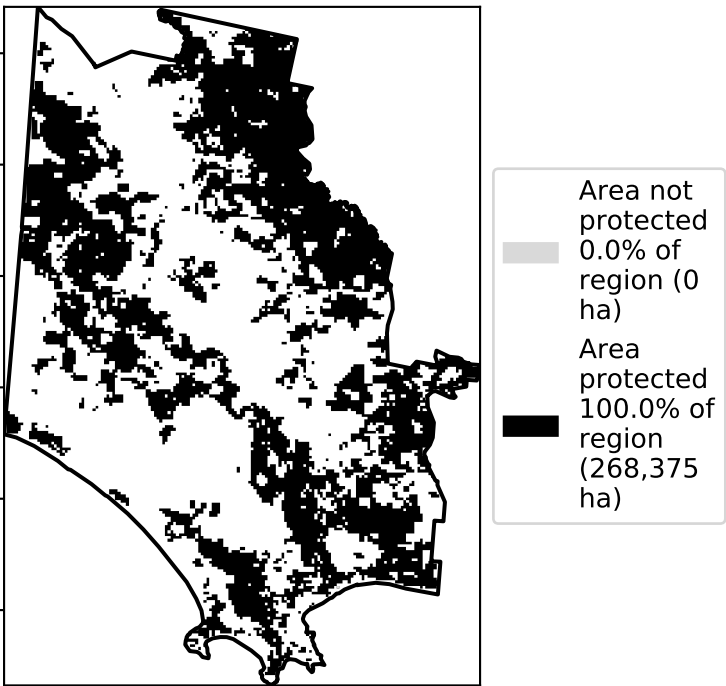 Area not
protected
0.0% of
region (0
ha)
Area
protected
100.0% of
region
(268,375
ha)